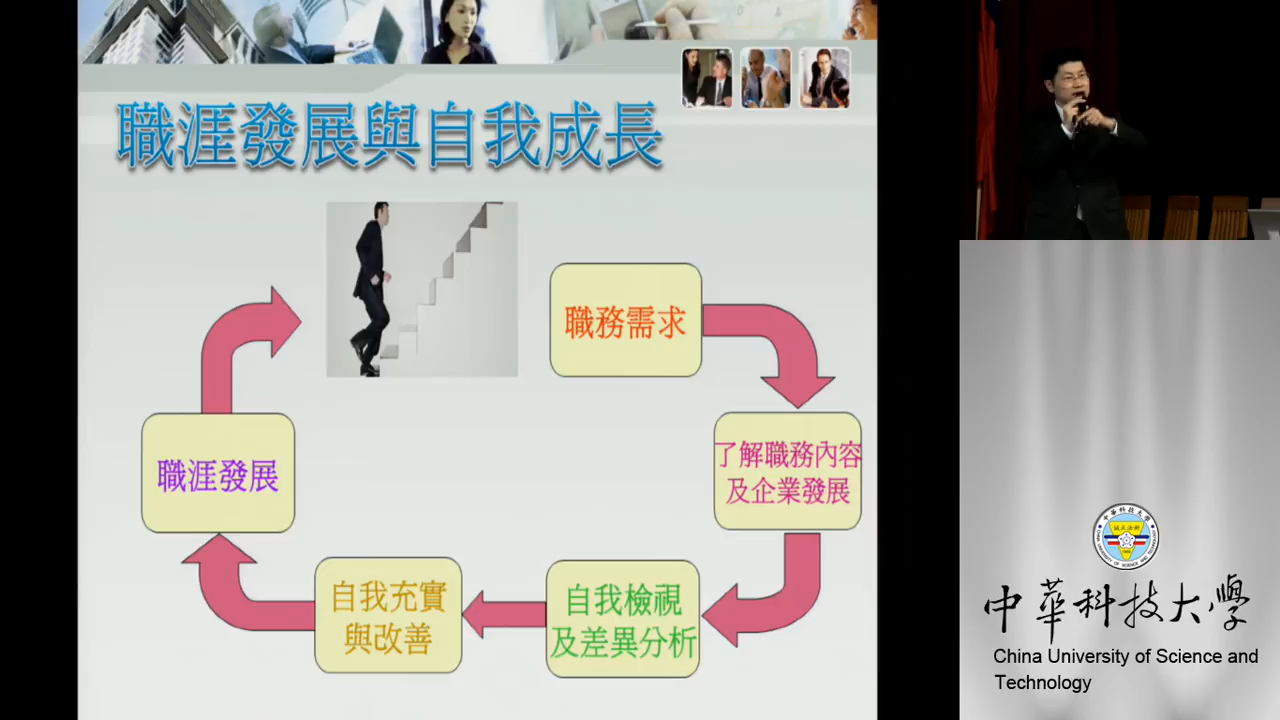 職涯發展與自我成長
職務需求
了解職務內容
及企業發展
自我檢視
及差異分析
自我充實
與改善
職涯發展
中華科技大學
China University of Science and
Technology